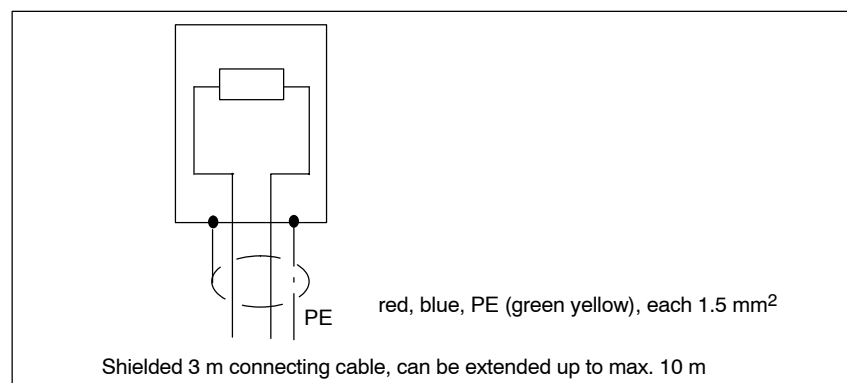 red, blue, PE (green yellow), each 1.5 mm²
PE
Shielded 3 m connecting cable, can be extended up to max. 10 m